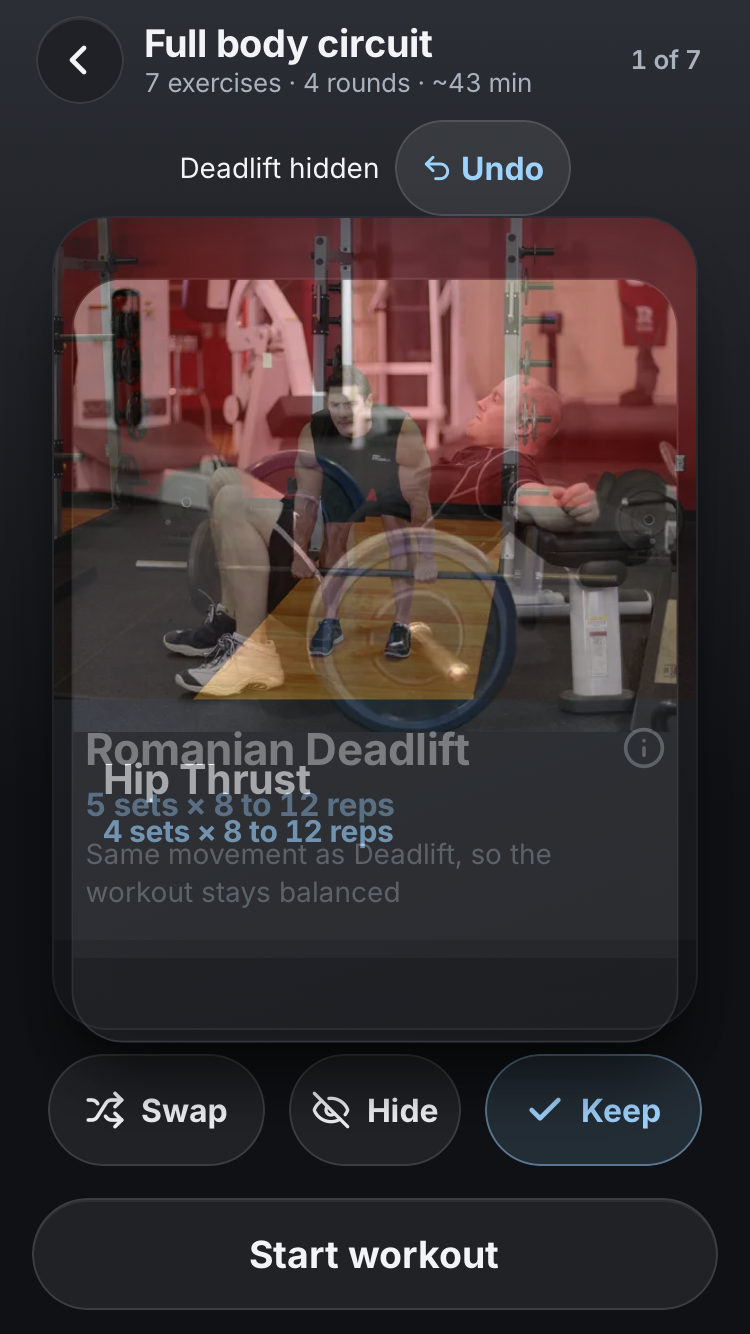 Full body circuit
7 exercises · 4 rounds · ~43 min
1 of 7
Deadlift hidden
Undo
Romanian Deadlift
Hip Thrust
5 sets × 8 to 12 reps
4 sets × 8 to 12 reps
Same movement as Deadlift, so the
workout stays balanced
Swap
Hide
Keep
Start workout